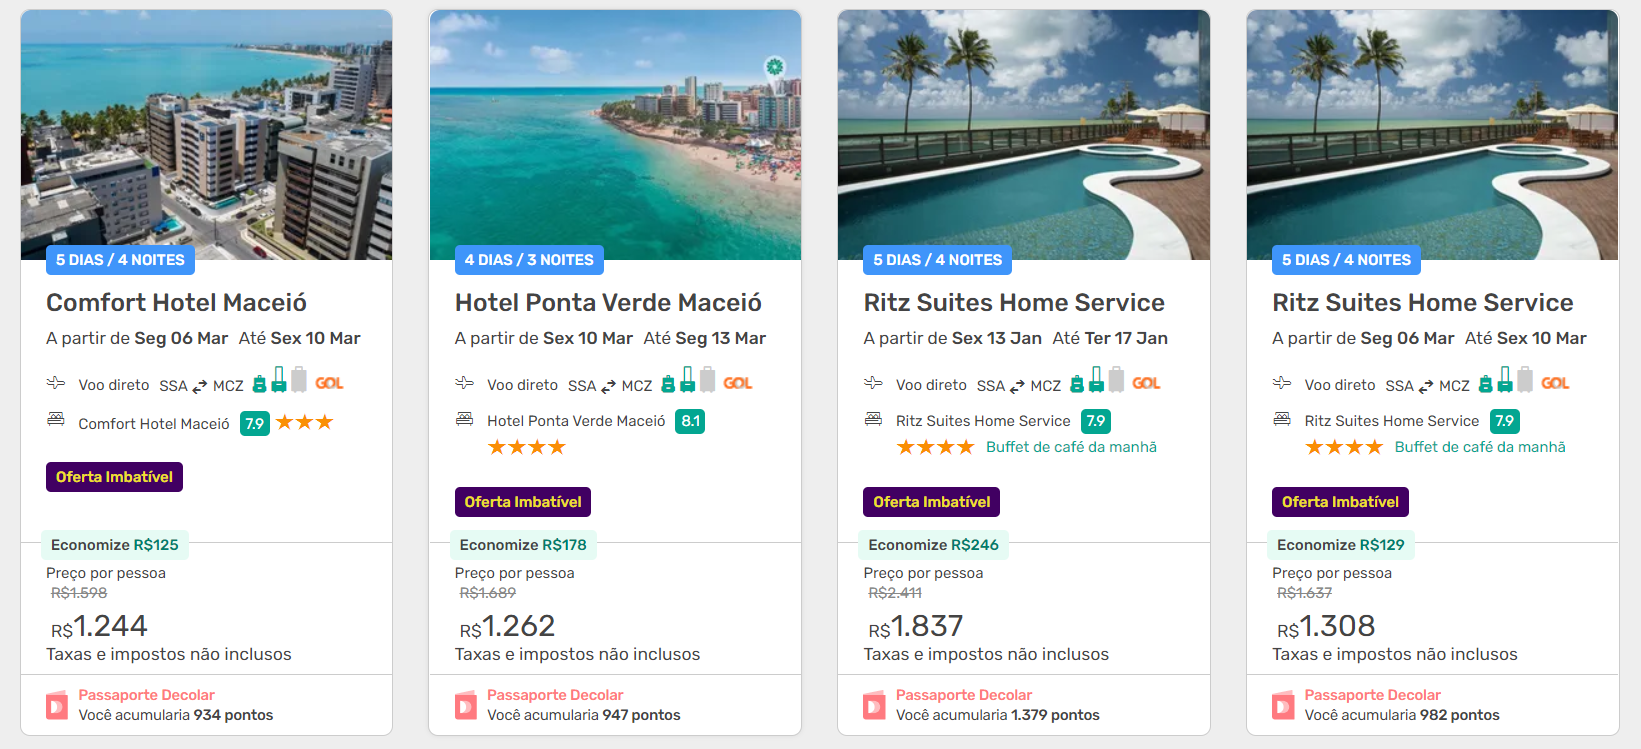 5 DIAS / 4 NOITES
Comfort Hotel Maceió
A partir de Seg 06 Mar Até Sex 10 Mar
Voo direto SSA MCZ GOL
Comfort Hotel Maceió 7.9
Oferta Imbatível
Economize R$125
Preço por pessoa
R$1.598
R$1.244
Taxas e impostos não inclusos
Passaporte Decolar
Você acumularia 934 pontos
4 DIAS / 3 NOITES
Hotel Ponta Verde Maceió
A partir de Sex 10 Mar Até Seg 13 Mar
Voo direto SSA MCZ GOL
Hotel Ponta Verde Maceió 8.1
Oferta Imbatível
Economize R$178
Preço por pessoa
R$1.689
R$1.262
Taxas e impostos não inclusos
Passaporte Decolar
Você acumularia 947 pontos
5 DIAS / 4 NOITES
Ritz Suites Home Service
A partir de Sex 13 Jan Até Ter 17 Jan
Voo direto SSA MCZ GOL
Ritz Suites Home Service 7.9
Buffet de café da manhã
Oferta Imbatível
Economize R$246
Preço por pessoa
R$2.411
R$1.837
Taxas e impostos não inclusos
Passaporte Decolar
Você acumularia 1.379 pontos
5 DIAS / 4 NOITES
Ritz Suites Home Service
A partir de Seg 06 Mar Até Sex 10 Mar
Voo direto SSA MCZ GOL
Ritz Suites Home Service 7.9
Buffet de café da manhã
Oferta Imbatível
Economize R$129
Preço por pessoa
R$1.637
R$1.308
Taxas e impostos não inclusos
Passaporte Decolar
Você acumularia 982 pontos